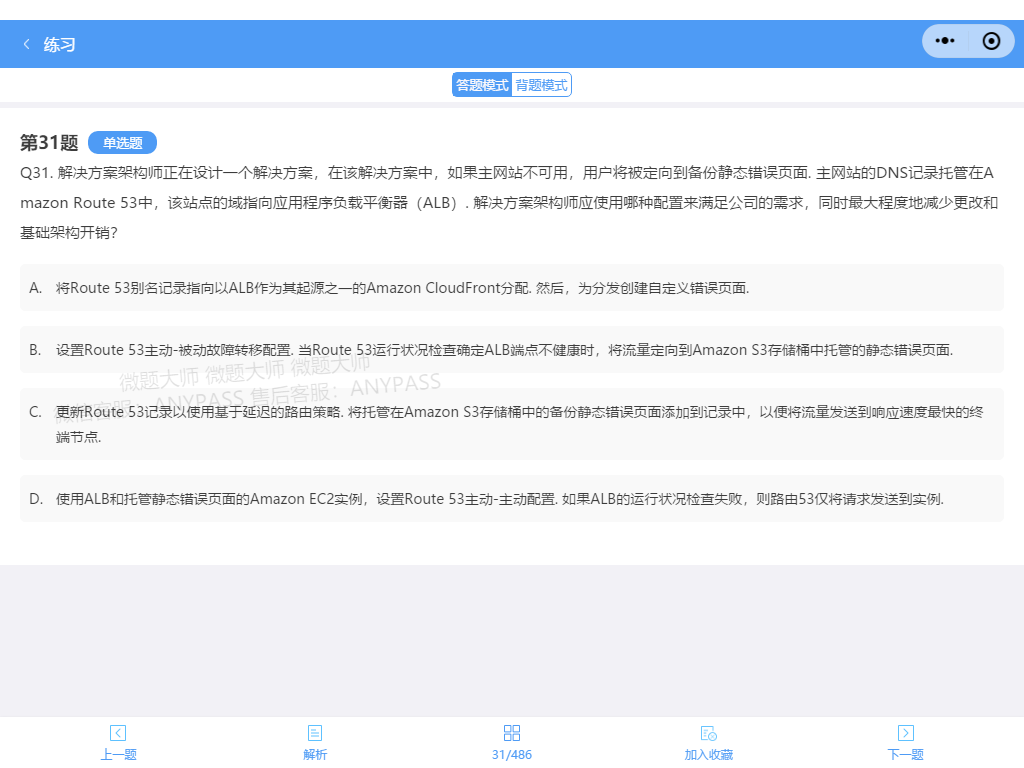 练习
答题模式 背题模式
第31题 单选题
Q31. 解决方案架构师正在设计一个解决方案，在该解决方案中，如果主网站不可用，用户将被定向到备份静态错误页面. 主网站的DNS记录托管在A
mazon Route 53中，该站点的域指向应用程序负载平衡器（ALB）. 解决方案架构师应使用哪种配置来满足公司的需求，同时最大程度地减少更改和
基础架构开销？
A. 将Route 53别名记录指向以ALB作为其起源之一的Amazon CloudFront分配. 然后，为分发创建自定义错误页面.
B. 设置Route 53主动-被动故障转移配置. 当Route 53运行状况检查确定ALB端点不健康时，将流量定向到Amazon S3存储桶中托管的静态错误页面.
微题大师 微题大师 微题大师
ANYPASS 售后客服：ANYPASS
C. 更新Route 53记录以使用基于延迟的路由策略. 将托管在Amazon S3存储桶中的备份静态错误页面添加到记录中，以便将流量发送到响应速度最快的终
端节点.
D. 使用ALB和托管静态错误页面的Amazon EC2实例，设置Route 53主动-主动配置. 如果ALB的运行状况检查失败，则路由53仅将请求发送到实例.
上一题 解析 31/486 加入收藏 下一题